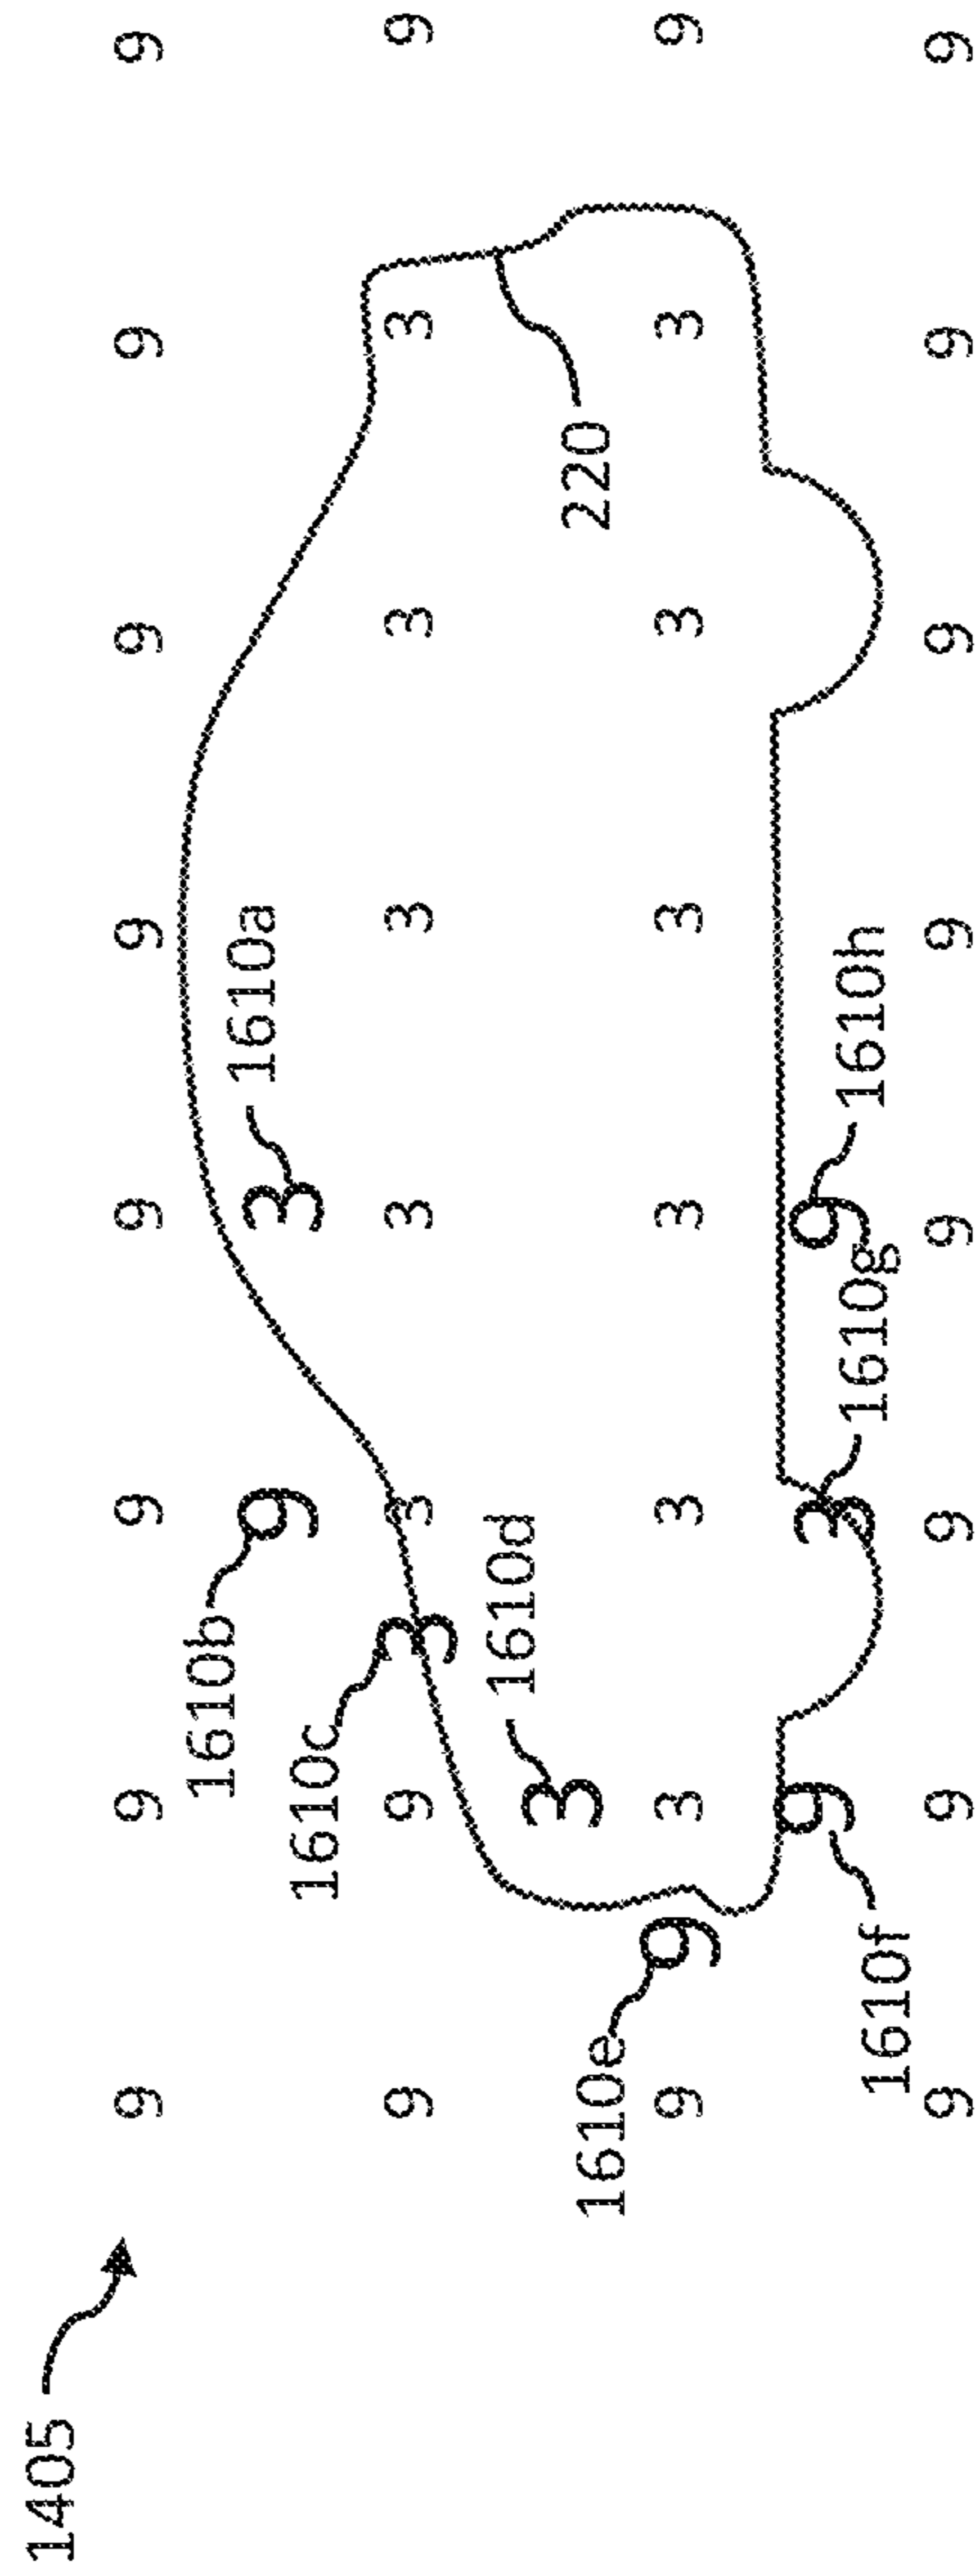 1405
9 9 9 9 9 9 9 9
1610b
9 3 1610a
1610c
9 9 3 3 3 3 3 3 9
3 1610d
220
1610e
9 9 3 3 3 3 3 3 9
9 3 9
1610g 1610h
1610f
9 9 9 9 9 9 9 9